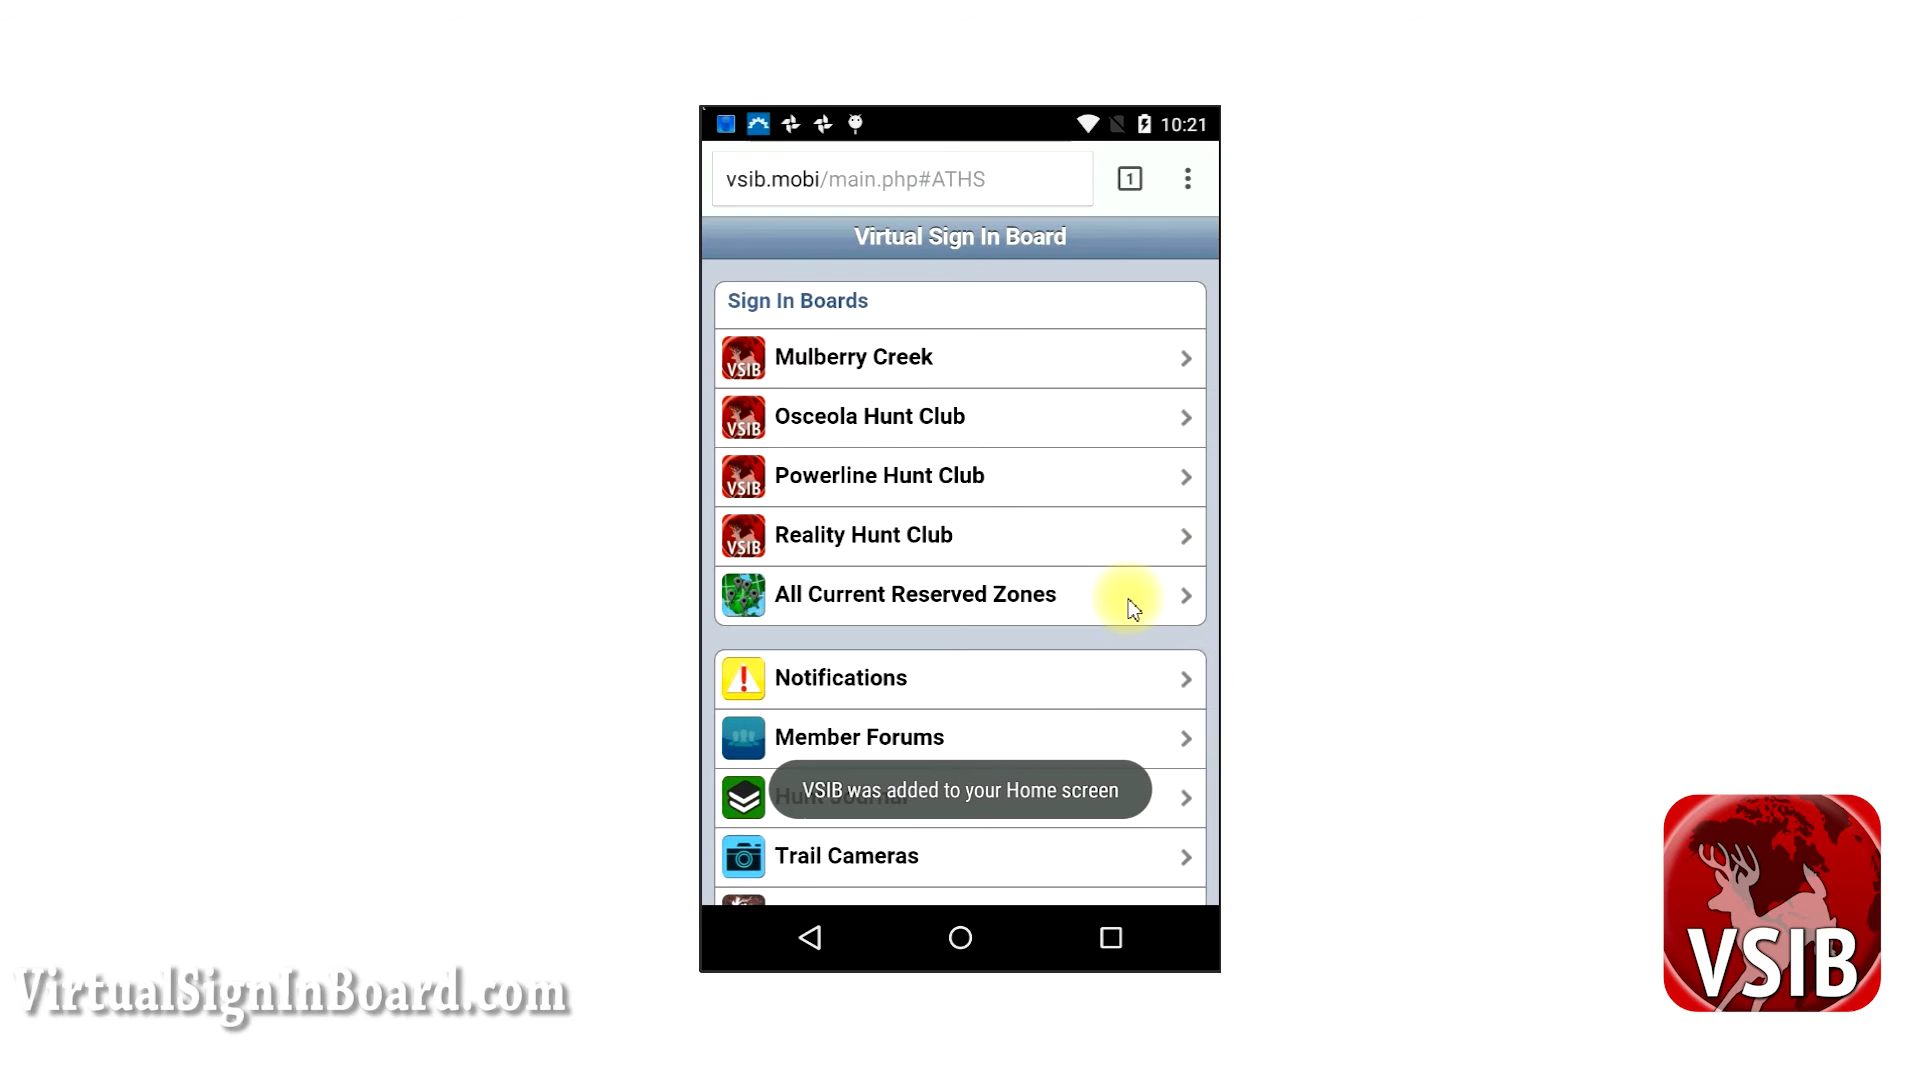 10:21
vsib.mobi/main.php#ATHS
1
Virtual Sign In Board
Sign In Boards
VSIB Mulberry Creek
VSIB Osceola Hunt Club
VSIB Powerline Hunt Club
VSIB Reality Hunt Club
All Current Reserved Zones
Notifications
Member Forums
Hunt Journal
VSIB was added to your Home screen
Trail Cameras
VirtualSignInBoard.com
VSIB